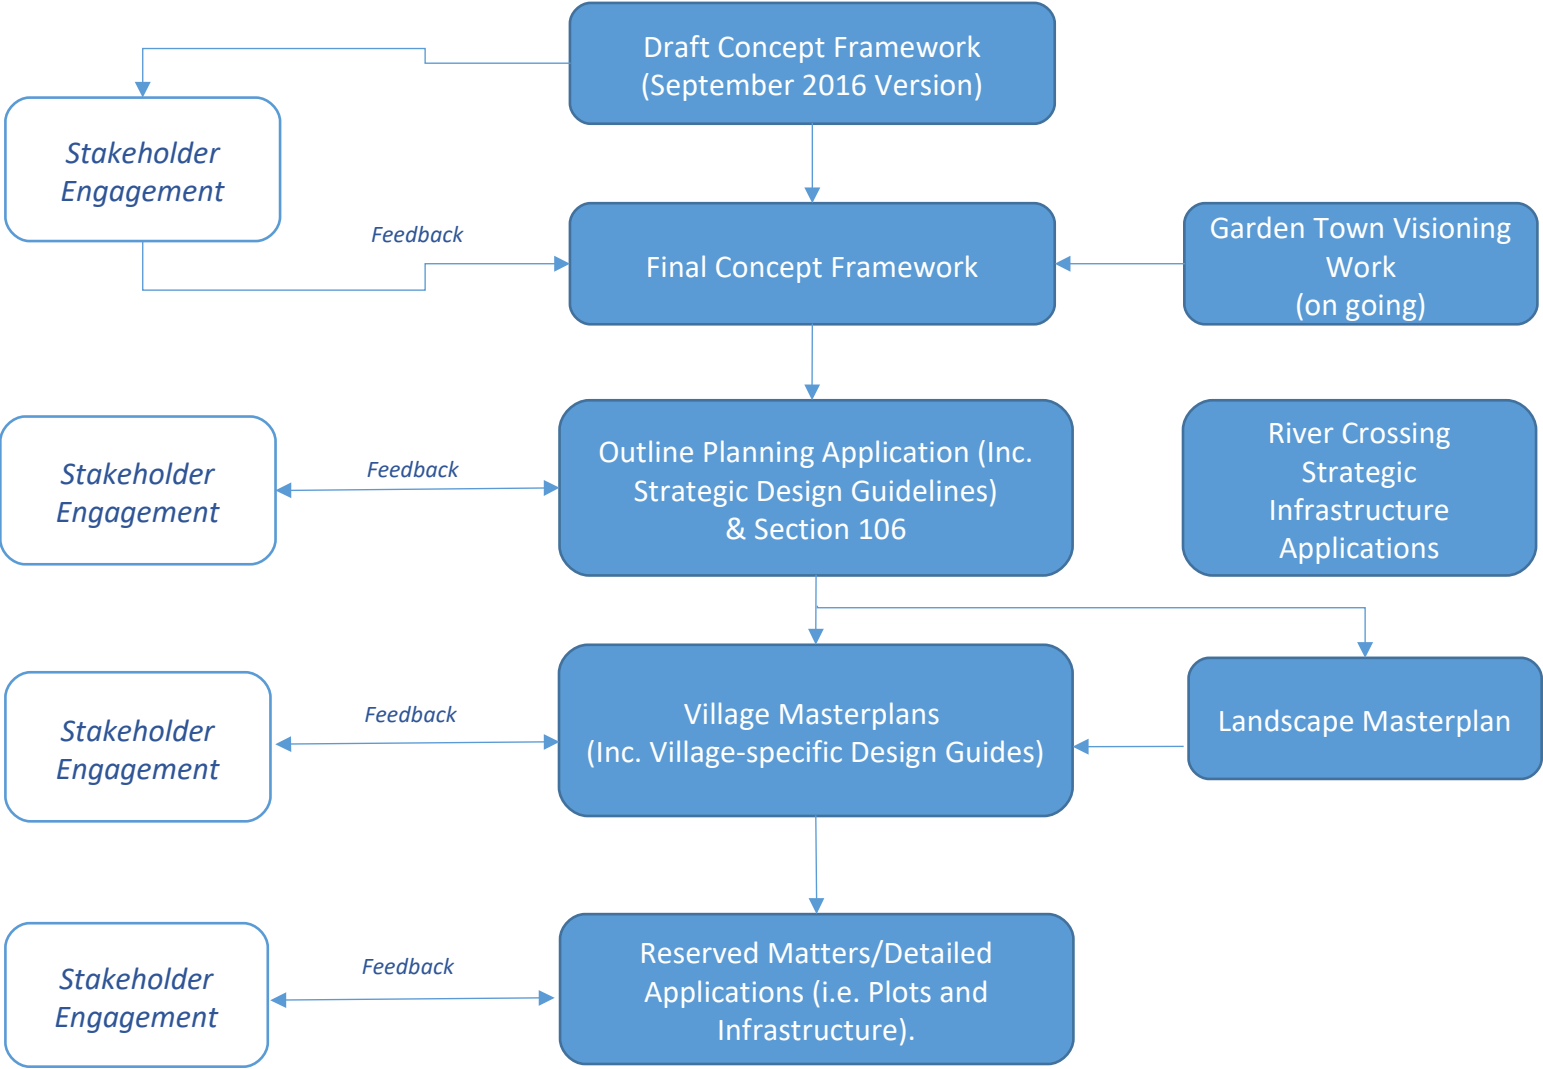 Draft Concept Framework
(September 2016 Version)
Stakeholder
Engagement
Feedback
Final Concept Framework
Garden Town Visioning
Work
(on going)
Stakeholder
Engagement
Feedback
Outline Planning Application (Inc.
Strategic Design Guidelines)
& Section 106
River Crossing
Strategic
Infrastructure
Applications
Stakeholder
Engagement
Feedback
Village Masterplans
(Inc. Village-specific Design Guides)
Landscape Masterplan
Stakeholder
Engagement
Feedback
Reserved Matters/Detailed
Applications (i.e. Plots and
Infrastructure).